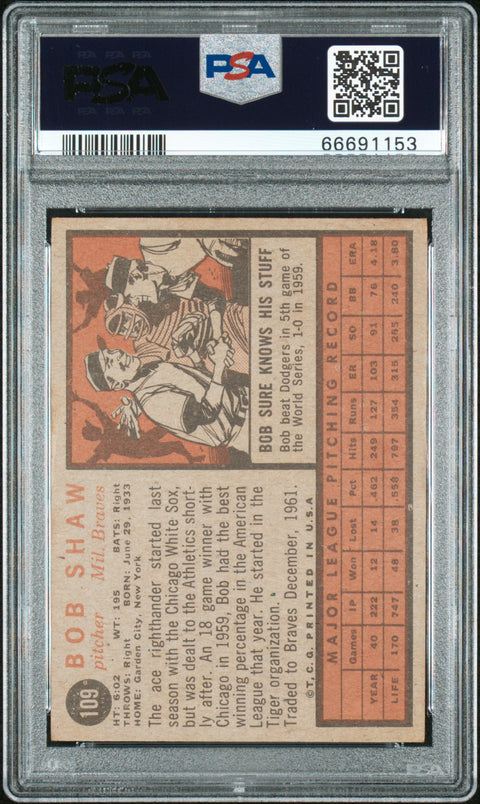 PSA
PSA
66691153
109
BOB SHAW
pitcher Mil. Braves
HT: 6:02 WT: 195 BATS: Right
THROWS: Right BORN: June 29, 1933
HOME: Garden City, New York
The ace righthander started last
season with the Chicago White Sox,
but was dealt to the Athletics short-
ly after. An 18 game winner with
Chicago in 1959, Bob had the best
winning percentage in the American
League that year. He started in the
Tiger organization.
Traded to Braves December, 1961.
©T.C.G. PRINTED IN U.S.A
BOB SURE KNOWS HIS STUFF
Bob beat Dodgers in 5th game of
the World Series, 1-0 in 1959.
MAJOR LEAGUE PITCHING RECORD
Games IP Won Lost Pct Hits Runs ER SO BB ERA
YEAR 40 222 12 14 .462 249 127 103 91 76 4.18
LIFE 170 747 48 38 .558 797 354 315 285 240 3.80